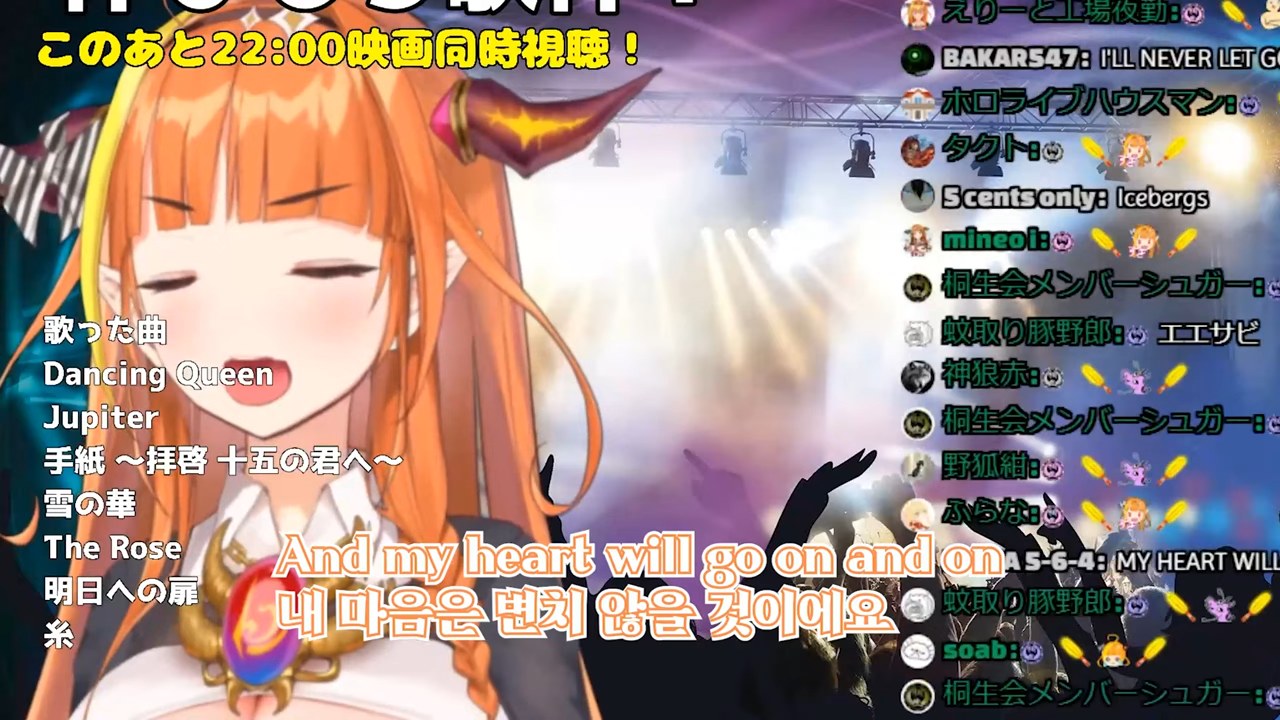 このあと22:00映画同時視聴！
歌った曲
Dancing Queen
Jupiter
手紙 〜拝啓 十五の君へ〜
雪の華
The Rose
明日への扉
糸
And my heart will go on and on
내 마음은 변치 않을 것이에요
えりーと工場夜勤:
BAKAR547: I'LL NEVER LET GO
ホロライブハウスマン:
タクト:
5 cents only: Icebergs
mineo i:
桐生会メンバーシュガー:
蚊取り豚野郎: エエサビ
神狼赤:
桐生会メンバーシュガー:
野狐紺:
ふらな:
A 5-6-4: MY HEART WILL
蚊取り豚野郎:
soab:
桐生会メンバーシュガー: